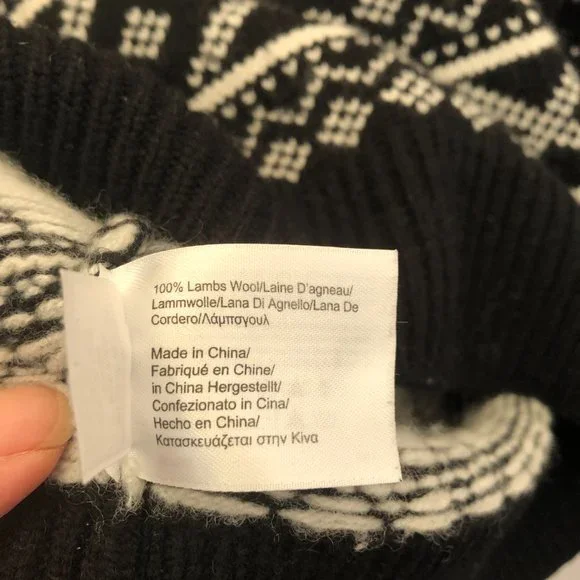 100% Lambs Wool/Laine D'agneau/
Lammwolle/Lana Di Agnello/Lana De
Cordero/Λάμπσγουλ
Made in China/
Fabriqué en Chine/
in China Hergestellt/
Confezionato in Cina/
Hecho en China/
Κατασκευάζεται στην Κίνα